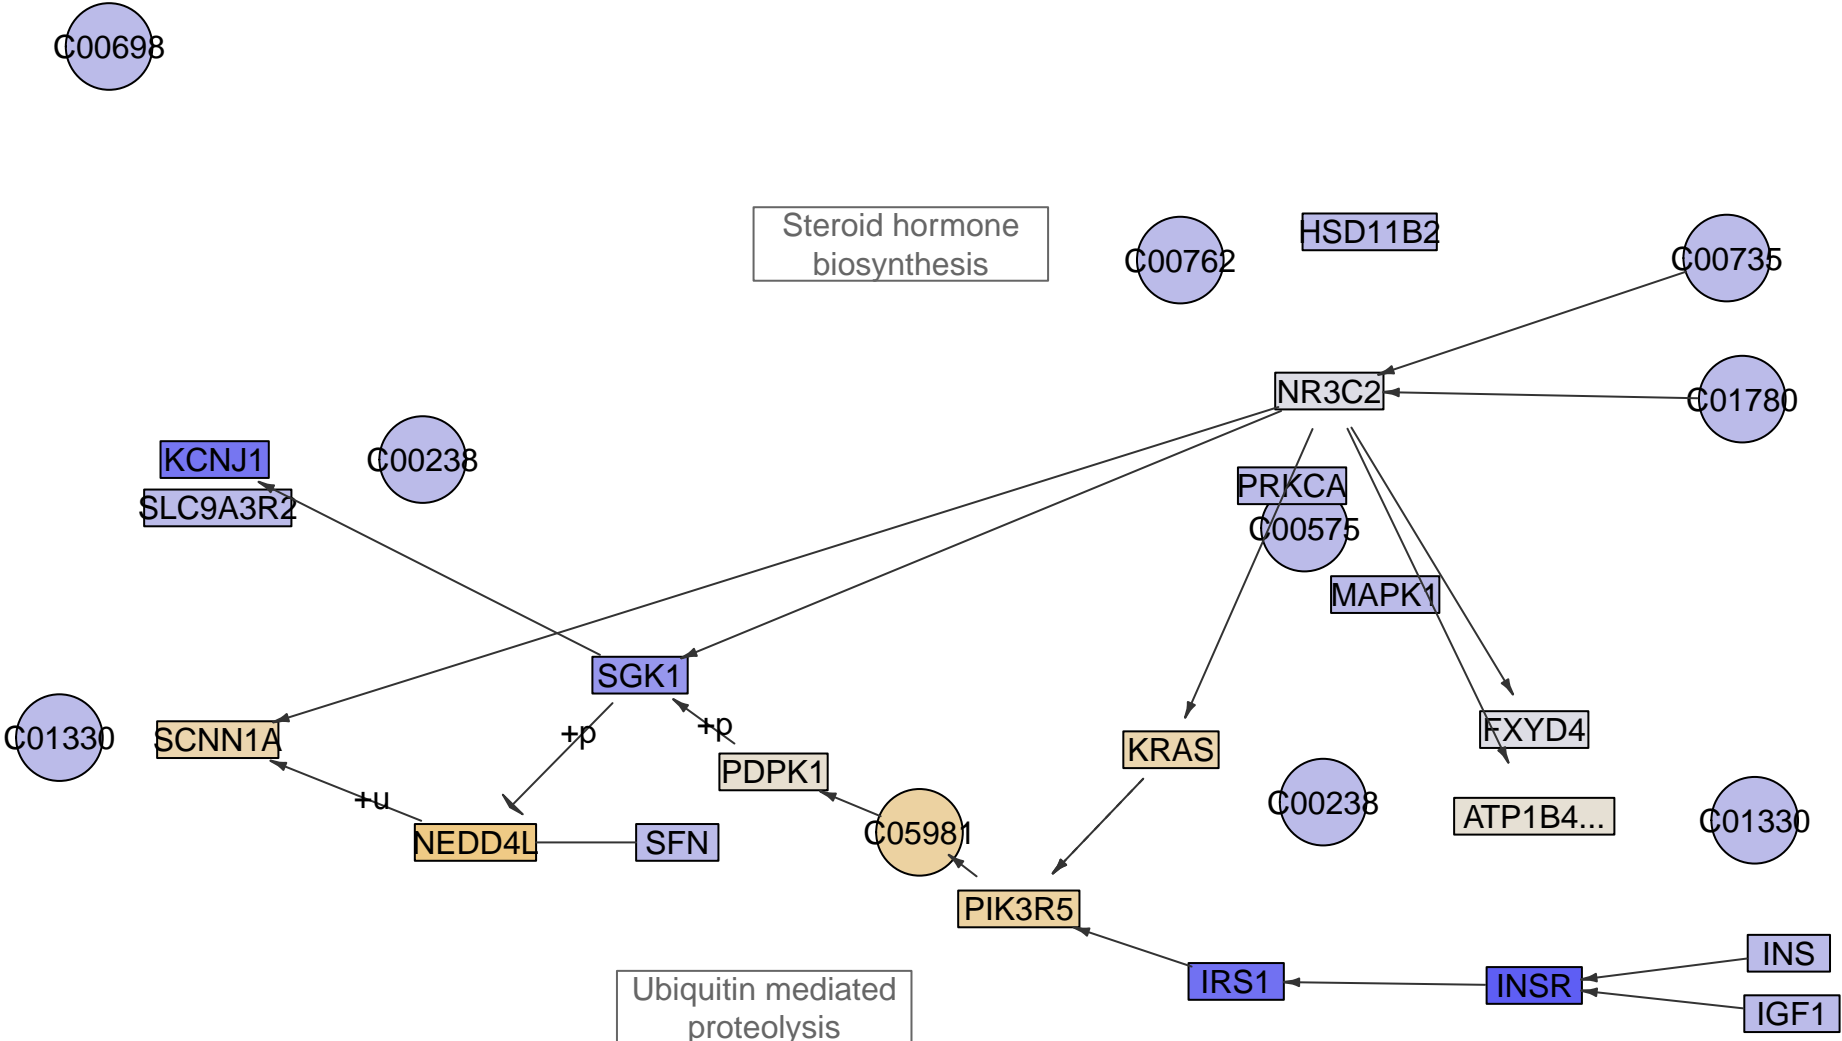 C00698
Steroid hormone
biosynthesis
C00762
HSD11B2
C00735
NR3C2
C01780
KCNJ1
C00238
SLC9A3R2
PRKCA
C00575
MAPK1
SGK1
+p
+p
C01330
SCNN1A
FXYD4
KRAS
PDPK1
+u
C00238
ATP1B4...
C01330
NEDD4L
SFN
C05981
PIK3R5
INS
IRS1
INSR
IGF1
Ubiquitin mediated
proteolysis